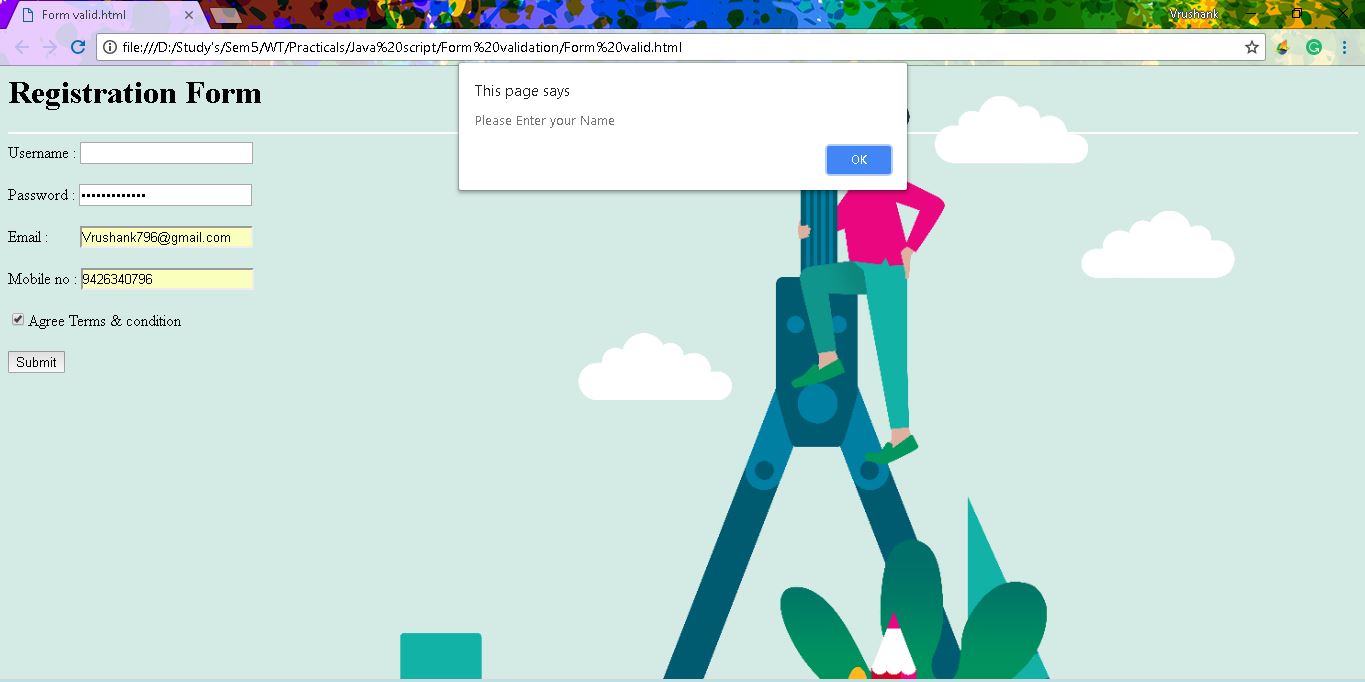 Form valid.html
Vrushank
file:///D:/Study's/Sem5/WT/Practicals/Java%20script/Form%20validation/Form%20valid.html
This page says
Please Enter your Name
OK
Registration Form
Username :
Password : •••••••••••••
Email : Vrushank796@gmail.com
Mobile no : 9426340796
Agree Terms & condition
Submit